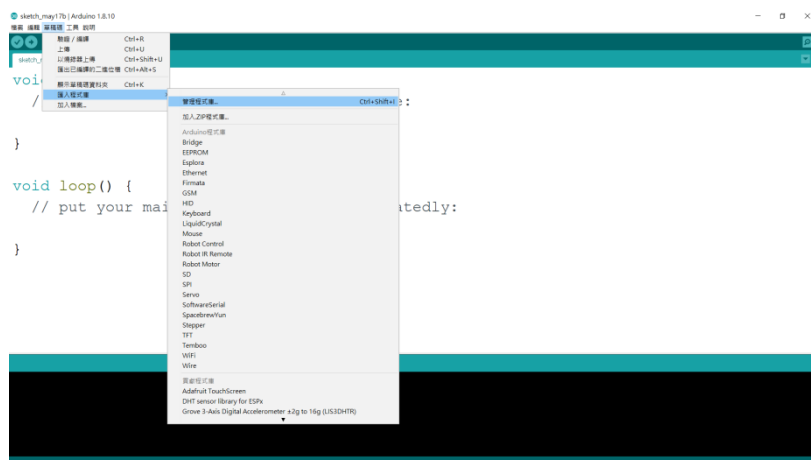 sketch_may17b | Arduino 1.8.10
檔案 編輯 草稿碼 工具 說明
驗證 / 編譯 Ctrl+R
上傳 Ctrl+U
以燒錄器上傳 Ctrl+Shift+U
匯出已編譯的二進位檔 Ctrl+Alt+S
顯示草稿碼資料夾 Ctrl+K
匯入程式庫
加入檔案...
管理程式庫... Ctrl+Shift+I
加入.ZIP程式庫...
Arduino程式庫
Bridge
EEPROM
Esplora
Ethernet
Firmata
GSM
HID
Keyboard
LiquidCrystal
Mouse
Robot Control
Robot IR Remote
Robot Motor
SD
SPI
Servo
SoftwareSerial
SpacebrewYun
Stepper
TFT
Temboo
WiFi
Wire
貢獻程式庫
Adafruit TouchScreen
DHT sensor library for ESPx
Grove 3-Axis Digital Accelerometer ±2g to 16g (LIS3DHTR)
sketch_
voi
/ e:
}
void loop() {
// put your mai atedly:
}